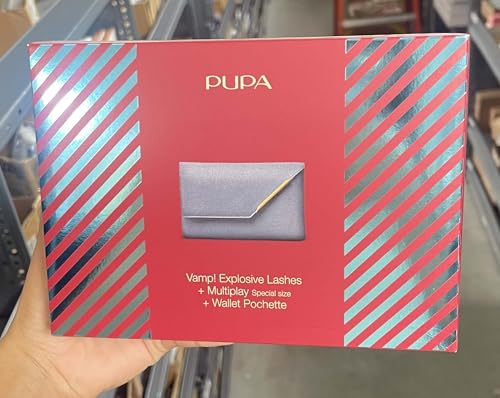 PUPA
Vamp! Explosive Lashes
+ Multiplay Special size
+ Wallet Pochette